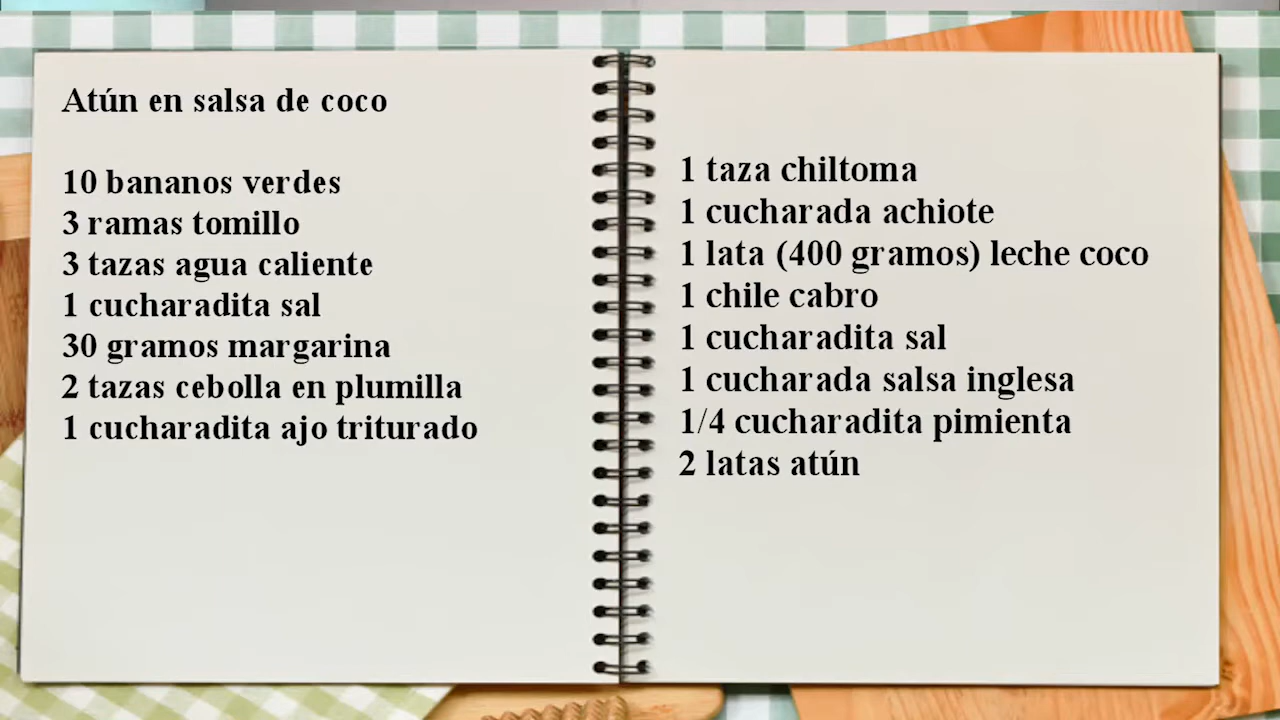 Atún en salsa de coco
10 bananos verdes
3 ramas tomillo
3 tazas agua caliente
1 cucharadita sal
30 gramos margarina
2 tazas cebolla en plumilla
1 cucharadita ajo triturado
1 taza chiltoma
1 cucharada achiote
1 lata (400 gramos) leche coco
1 chile cabro
1 cucharadita sal
1 cucharada salsa inglesa
1/4 cucharadita pimienta
2 latas atún